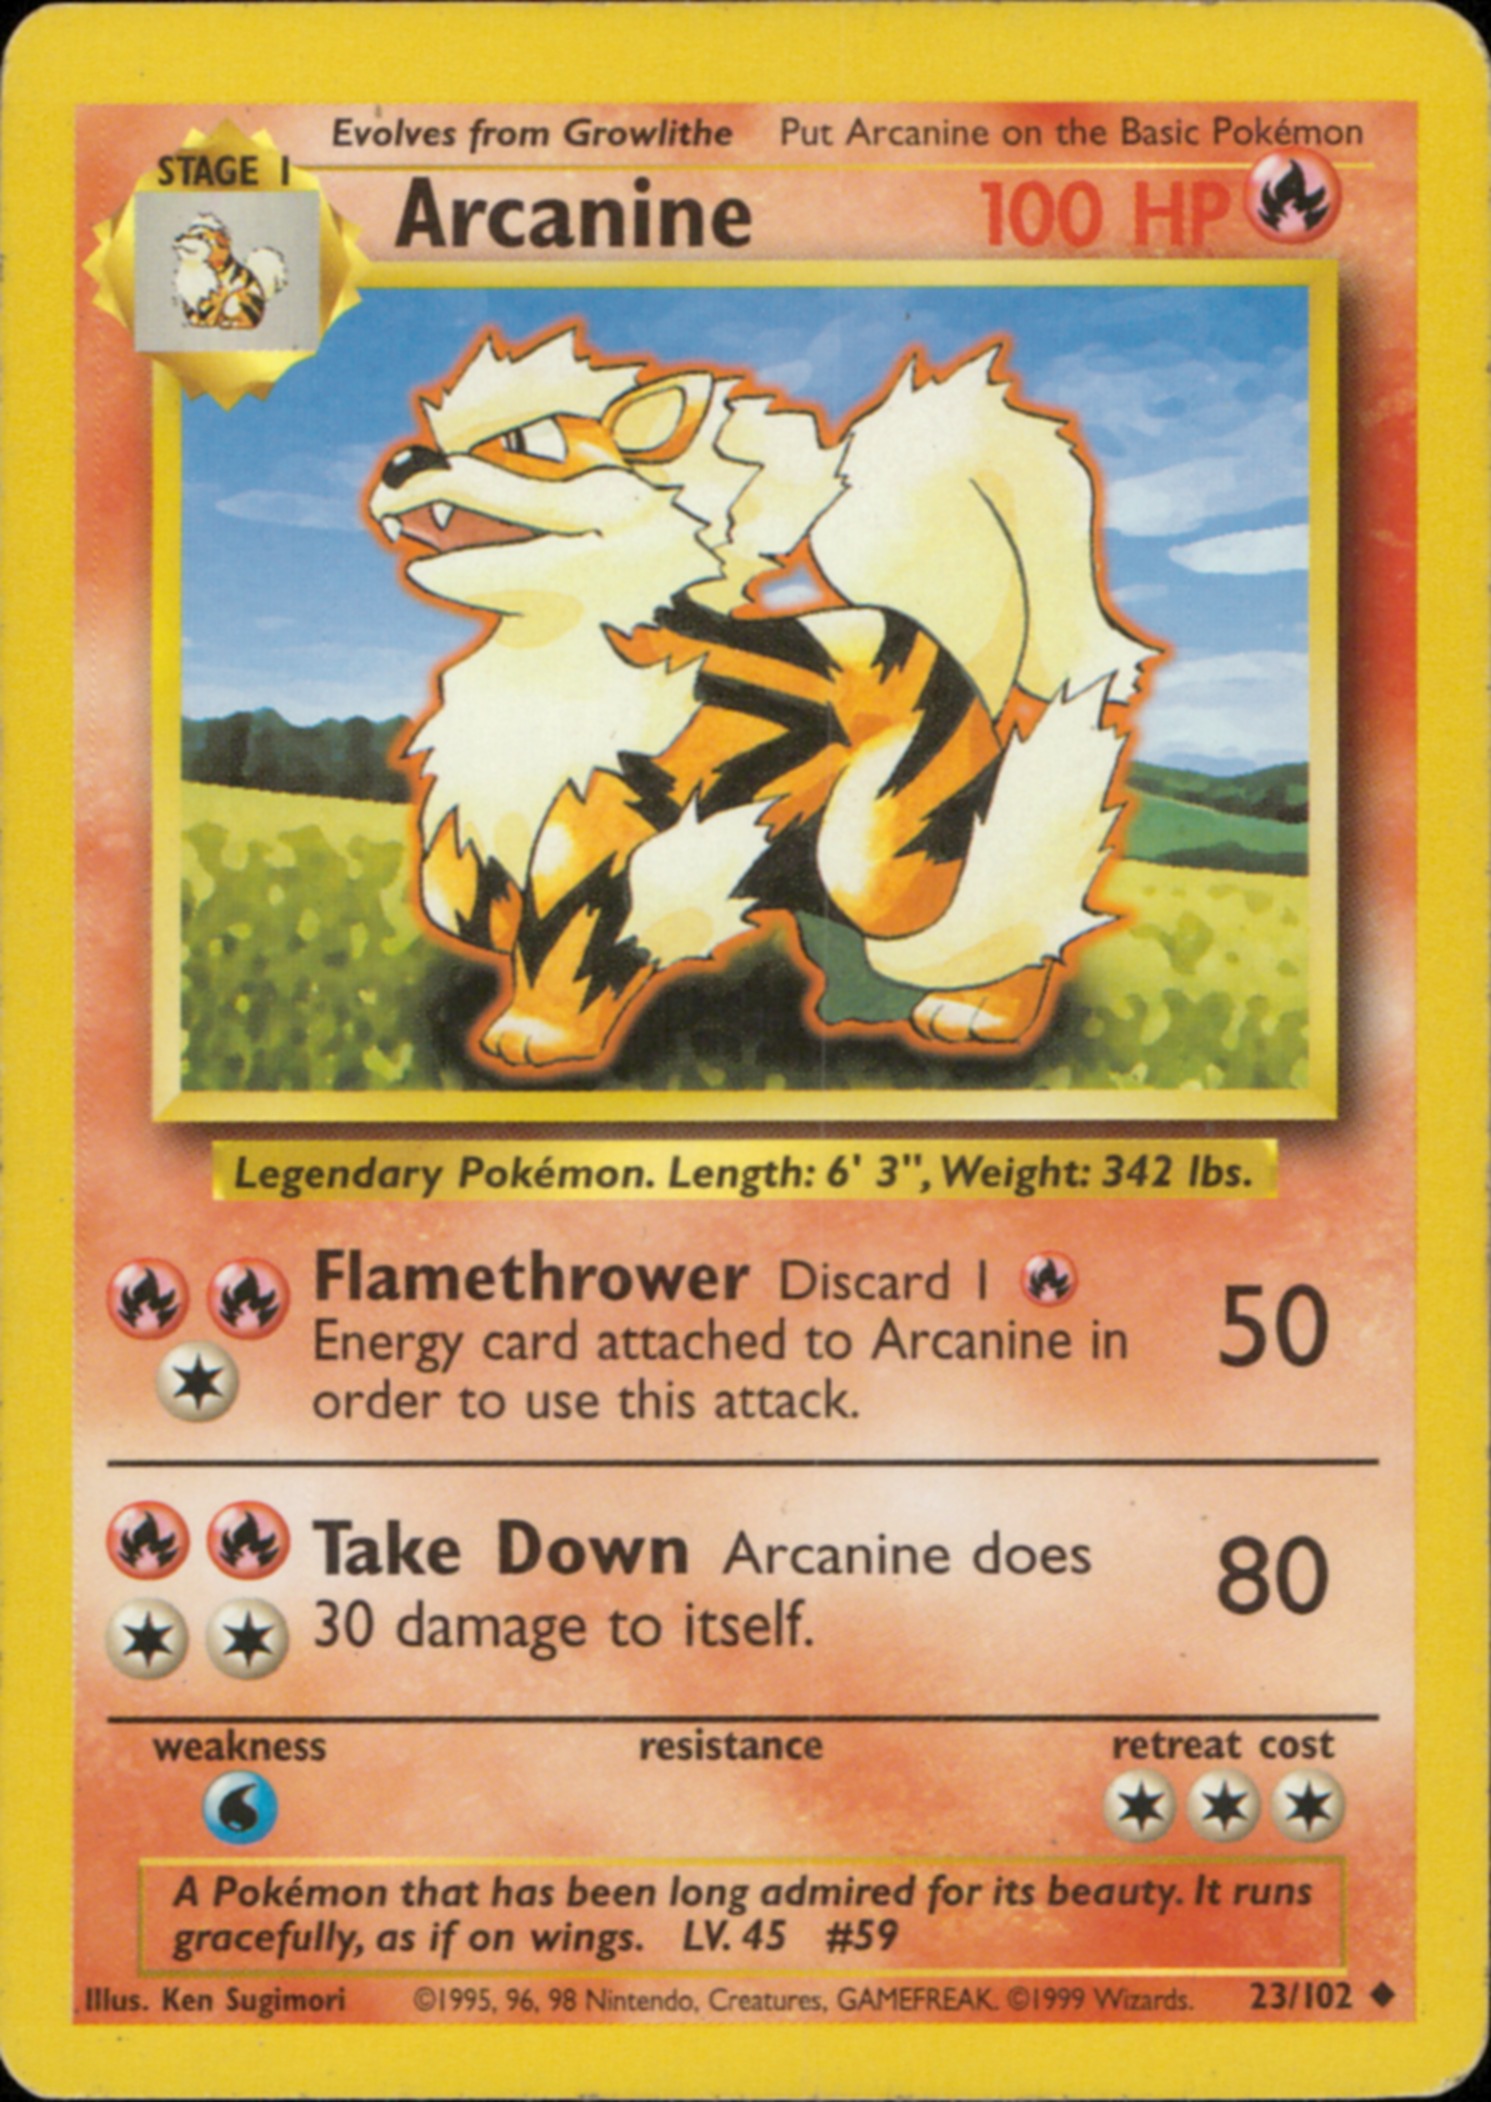 Evolves from Growlithe Put Arcanine on the Basic Pokémon
STAGE 1
Arcanine 100 HP
Legendary Pokémon. Length: 6' 3", Weight: 342 lbs.
Flamethrower Discard 1
Energy card attached to Arcanine in
order to use this attack.
50
Take Down Arcanine does
30 damage to itself.
80
weakness resistance retreat cost
A Pokémon that has been long admired for its beauty. It runs
gracefully, as if on wings. LV. 45 #59
Illus. Ken Sugimori ©1995, 96, 98 Nintendo, Creatures, GAMEFREAK. ©1999 Wizards. 23/102